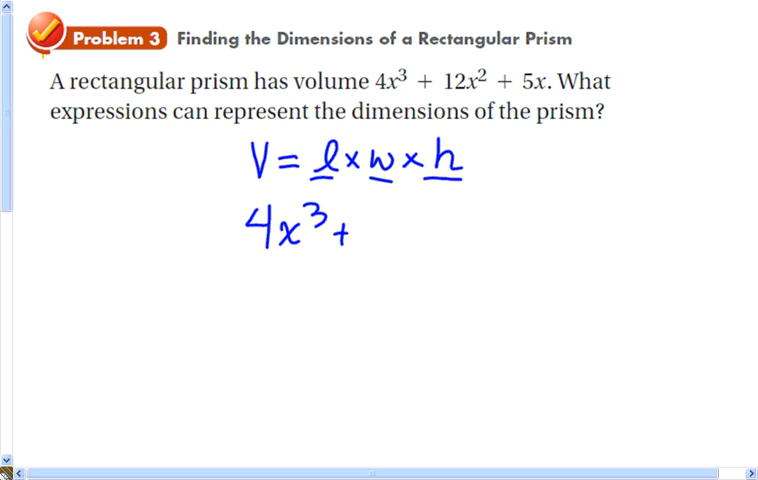 Problem 3 Finding the Dimensions of a Rectangular Prism
A rectangular prism has volume 4x³ + 12x² + 5x. What
expressions can represent the dimensions of the prism?
V = l × w × h
4x³ +